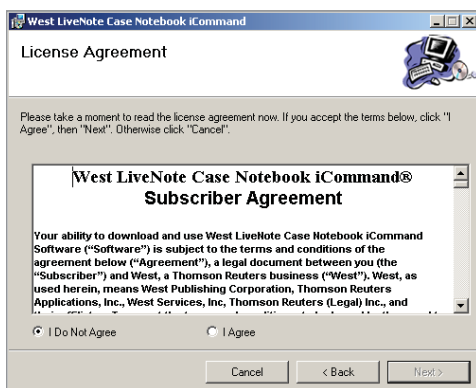 West LiveNote Case Notebook iCommand
License Agreement
Please take a moment to read the license agreement now. If you accept the terms below, click "I
Agree", then "Next". Otherwise click "Cancel".
West LiveNote Case Notebook iCommand®
Subscriber Agreement
Your ability to download and use West LiveNote Case Notebook iCommand
Software (“Software”) is subject to the terms and conditions of the
agreement below (“Agreement”), a legal document between you (the
“Subscriber”) and West, a Thomson Reuters business (“West”). West, as
used herein, means West Publishing Corporation, Thomson Reuters
Applications, Inc., West Services, Inc, Thomson Reuters (Legal) Inc., and
I Do Not Agree
I Agree
Cancel
< Back
Next >